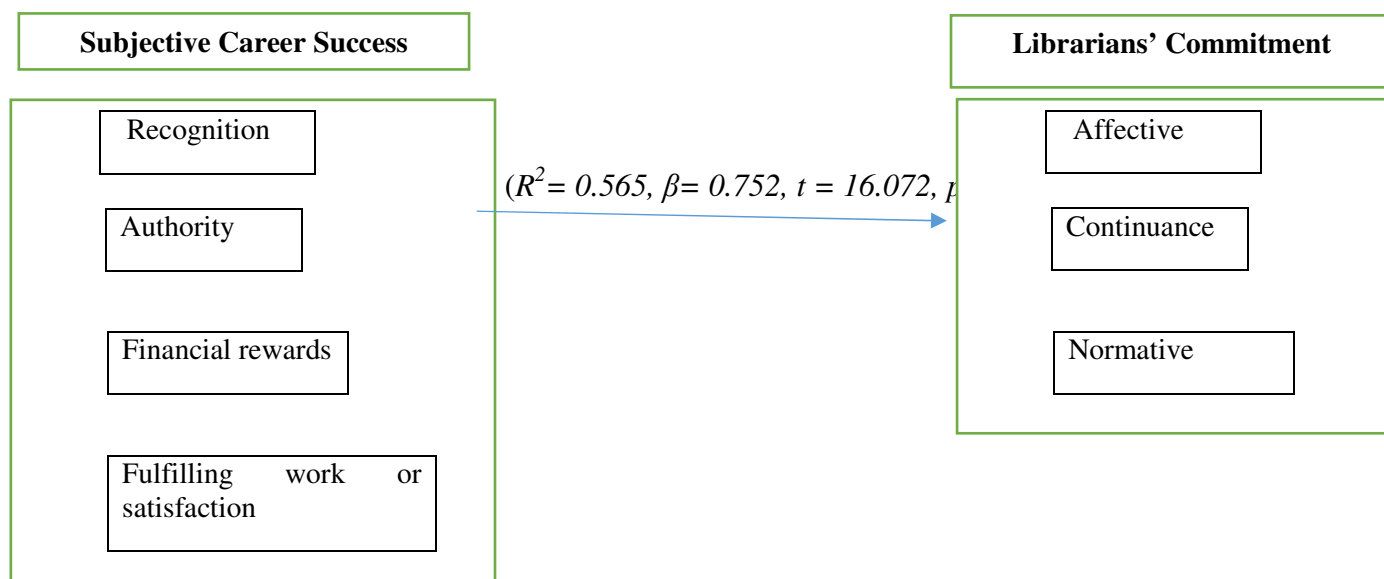 Subjective Career Success
Librarians’ Commitment
Recognition
Authority
Financial rewards
Fulfilling work or
satisfaction
(R²= 0.565, β= 0.752, t = 16.072, p
Affective
Continuance
Normative